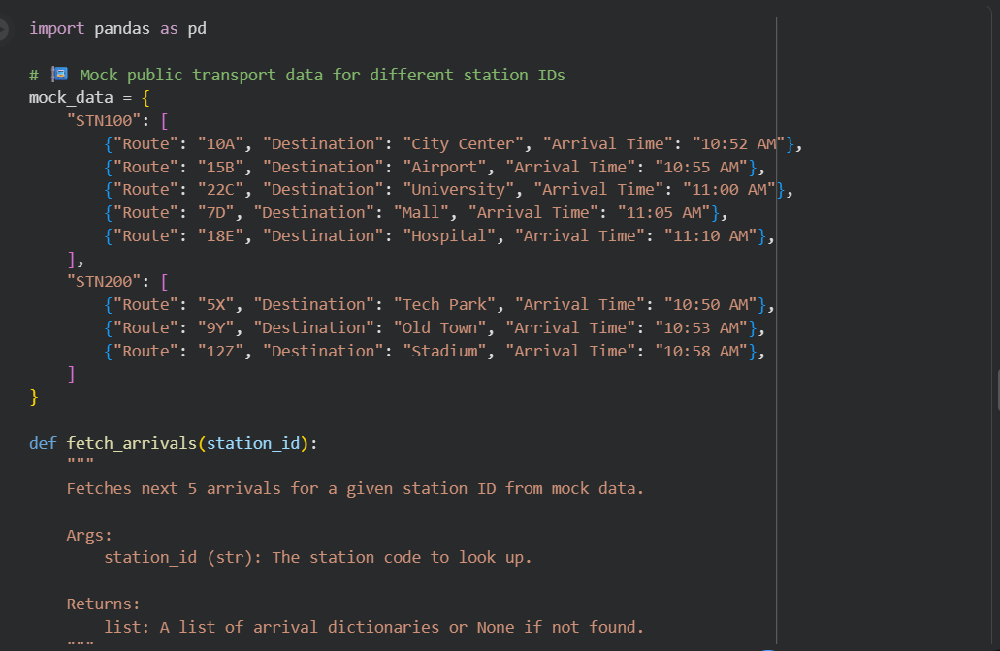 import pandas as pd
# Mock public transport data for different station IDs
mock_data = {
    "STN100": [
        {"Route": "10A", "Destination": "City Center", "Arrival Time": "10:52 AM"},
        {"Route": "15B", "Destination": "Airport", "Arrival Time": "10:55 AM"},
        {"Route": "22C", "Destination": "University", "Arrival Time": "11:00 AM"},
        {"Route": "7D", "Destination": "Mall", "Arrival Time": "11:05 AM"},
        {"Route": "18E", "Destination": "Hospital", "Arrival Time": "11:10 AM"},
    ],
    "STN200": [
        {"Route": "5X", "Destination": "Tech Park", "Arrival Time": "10:50 AM"},
        {"Route": "9Y", "Destination": "Old Town", "Arrival Time": "10:53 AM"},
        {"Route": "12Z", "Destination": "Stadium", "Arrival Time": "10:58 AM"},
    ]
}
def fetch_arrivals(station_id):
    """
    Fetches next 5 arrivals for a given station ID from mock data.
    Args:
        station_id (str): The station code to look up.
    Returns:
        list: A list of arrival dictionaries or None if not found.
    """